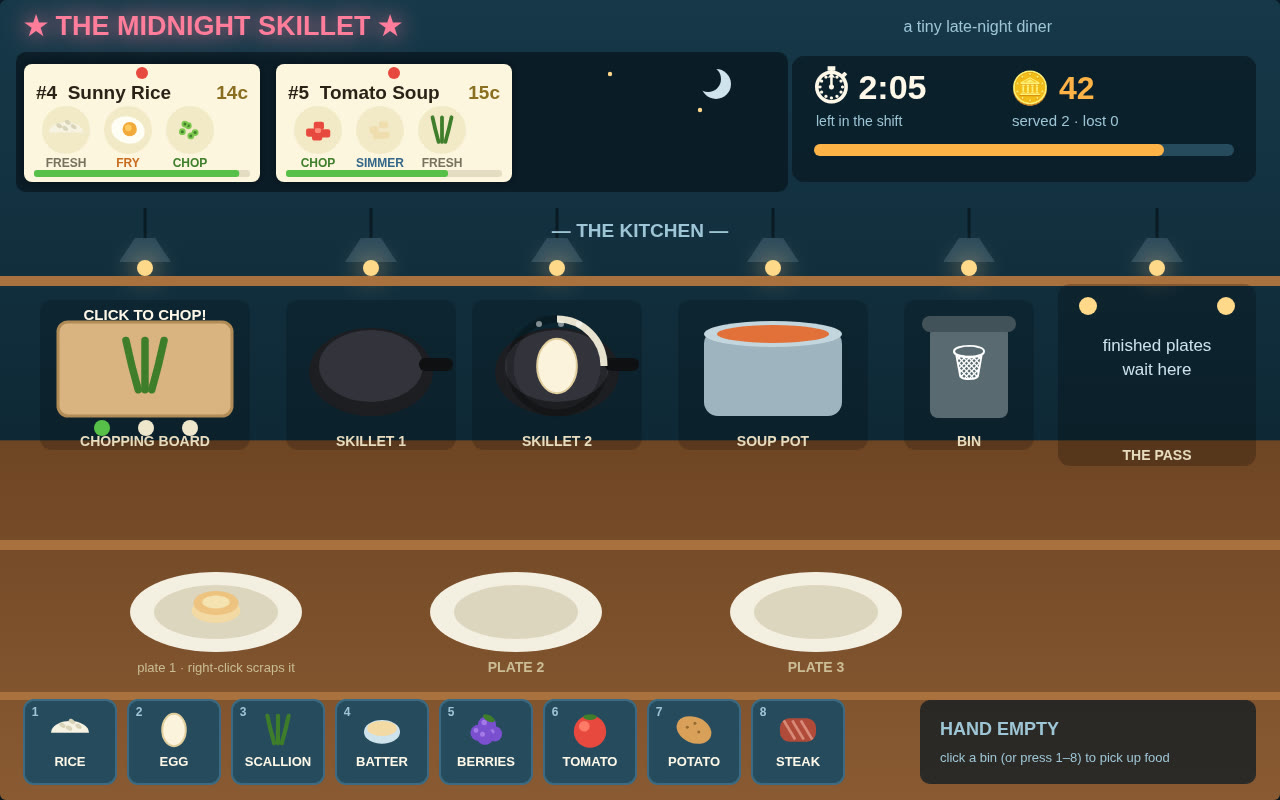 ★ THE MIDNIGHT SKILLET ★
a tiny late-night diner
#4 Sunny Rice 14c
FRESH FRY CHOP
#5 Tomato Soup 15c
CHOP SIMMER FRESH
2:05
left in the shift
42
served 2 · lost 0
— THE KITCHEN —
CLICK TO CHOP!
CHOPPING BOARD
SKILLET 1
SKILLET 2
SOUP POT
BIN
finished plates
wait here
THE PASS
plate 1 · right-click scraps it
PLATE 2
PLATE 3
1 RICE
2 EGG
3 SCALLION
4 BATTER
5 BERRIES
6 TOMATO
7 POTATO
8 STEAK
HAND EMPTY
click a bin (or press 1–8) to pick up food